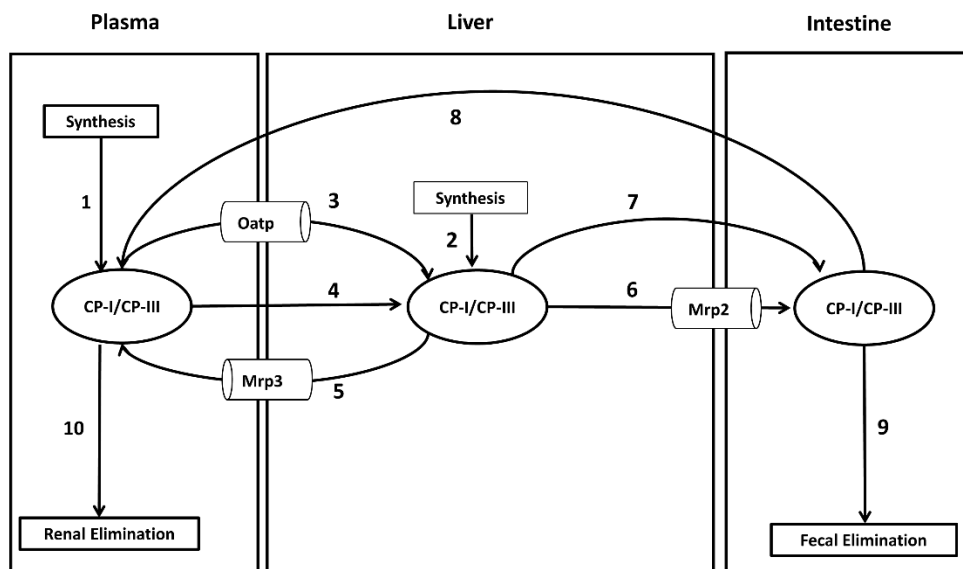 Plasma
Liver
Intestine
Synthesis
8
1
Oatp
3
Synthesis
7
2
CP-I/CP-III
4
CP-I/CP-III
6
Mrp2
CP-I/CP-III
Mrp3
5
10
9
Renal Elimination
Fecal Elimination